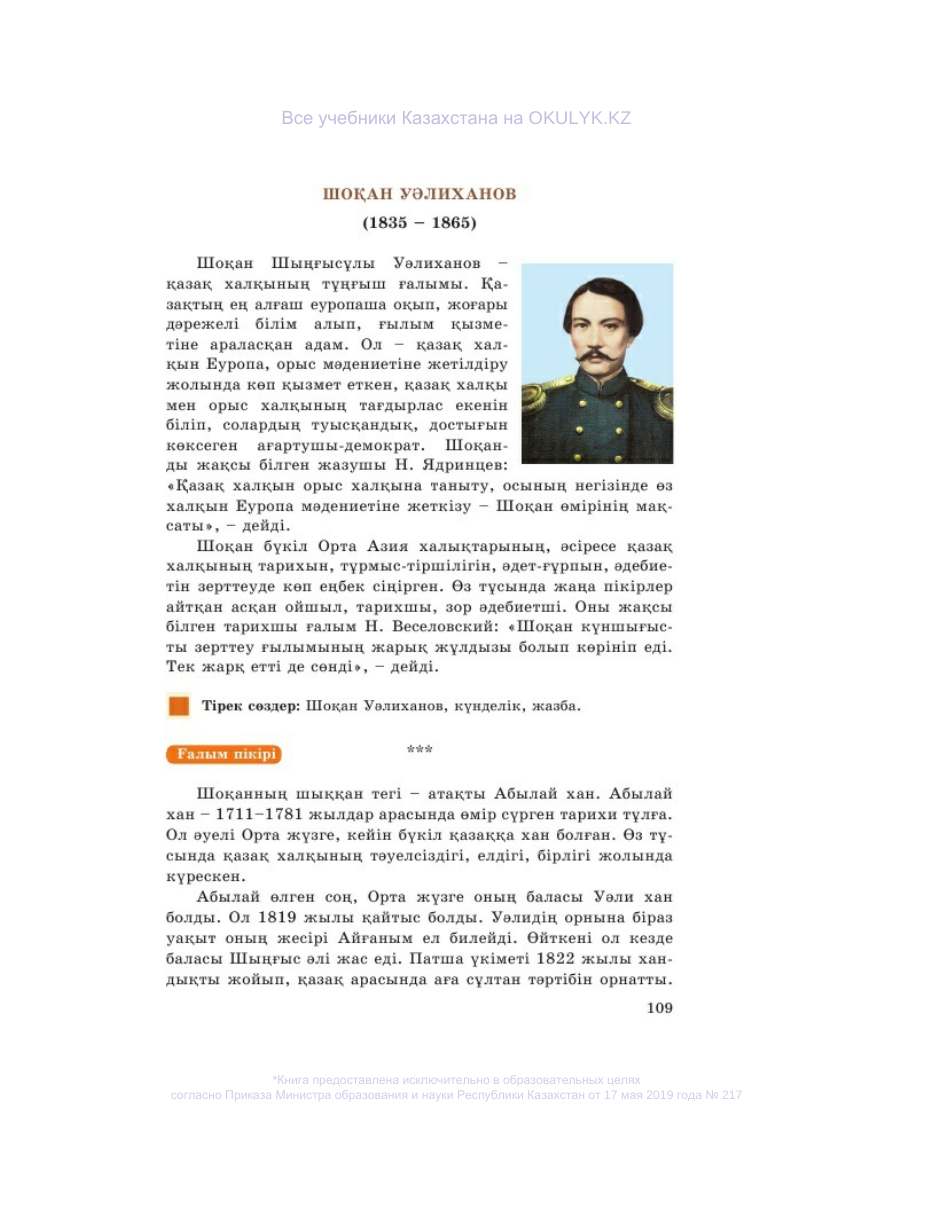 Все учебники Казахстана на OKULYK.KZ
ШОҚАН УӘЛИХАНОВ
(1835 – 1865)
Шоқан Шыңғысұлы Уәлиханов –
қазақ халқының тұңғыш ғалымы. Қа-
зақтың ең алғаш еуропаша оқып, жоғары
дәрежелі білім алып, ғылым қызме-
тіне араласқан адам. Ол – қазақ хал-
қын Еуропа, орыс мәдениетіне жетілдіру
жолында көп қызмет еткен, қазақ халқы
мен орыс халқының тағдырлас екенін
біліп, солардың туысқандық, достығын
көксеген ағартушы-демократ. Шоқан-
ды жақсы білген жазушы Н. Ядринцев:
«Қазақ халқын орыс халқына таныту, осының негізінде өз
халқын Еуропа мәдениетіне жеткізу – Шоқан өмірінің мақ-
саты», – дейді.
Шоқан бүкіл Орта Азия халықтарының, әсіресе қазақ
халқының тарихын, тұрмыс-тіршілігін, әдет-ғұрпын, әдебие-
тін зерттеуде көп еңбек сіңірген. Өз тұсында жаңа пікірлер
айтқан асқан ойшыл, тарихшы, зор әдебиетші. Оны жақсы
білген тарихшы ғалым Н. Веселовский: «Шоқан күншығыс-
ты зерттеу ғылымының жарық жұлдызы болып көрініп еді.
Тек жарқ етті де сөнді», – дейді.
Тірек сөздер: Шоқан Уәлиханов, күнделік, жазба.
Ғалым пікірі
***
Шоқанның шыққан тегі – атақты Абылай хан. Абылай
хан – 1711–1781 жылдар арасында өмір сүрген тарихи тұлға.
Ол әуелі Орта жүзге, кейін бүкіл қазаққа хан болған. Өз тұ-
сында қазақ халқының тәуелсіздігі, елдігі, бірлігі жолында
күрескен.
Абылай өлген соң, Орта жүзге оның баласы Уәли хан
болды. Ол 1819 жылы қайтыс болды. Уәлидің орнына біраз
уақыт оның жесірі Айғаным ел билейді. Өйткені ол кезде
баласы Шыңғыс әлі жас еді. Патша үкіметі 1822 жылы хан-
дықты жойып, қазақ арасында аға сұлтан тәртібін орнатты.
109
*Книга предоставлена исключительно в образовательных целях
согласно Приказа Министра образования и науки Республики Казахстан от 17 мая 2019 года № 217